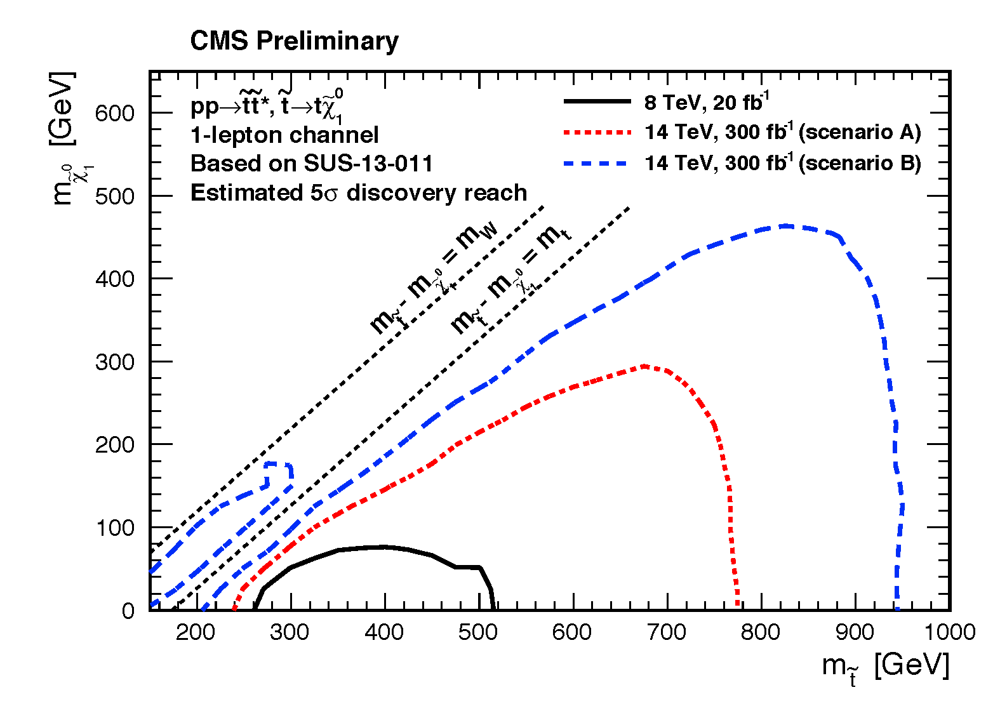 CMS Preliminary
pp→t̃t̃*, t̃→tχ̃₁⁰
1-lepton channel
Based on SUS-13-011
Estimated 5σ discovery reach
8 TeV, 20 fb⁻¹
14 TeV, 300 fb⁻¹ (scenario A)
14 TeV, 300 fb⁻¹ (scenario B)
m_t̃ - m_χ̃₁⁰ = m_W
m_t̃ - m_χ̃₁⁰ = m_t
m_χ̃₁⁰ [GeV]
600
500
400
300
200
100
0
200 300 400 500 600 700 800 900 1000
m_t̃ [GeV]